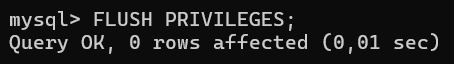 mysql> FLUSH PRIVILEGES;
Query OK, 0 rows affected (0,01 sec)